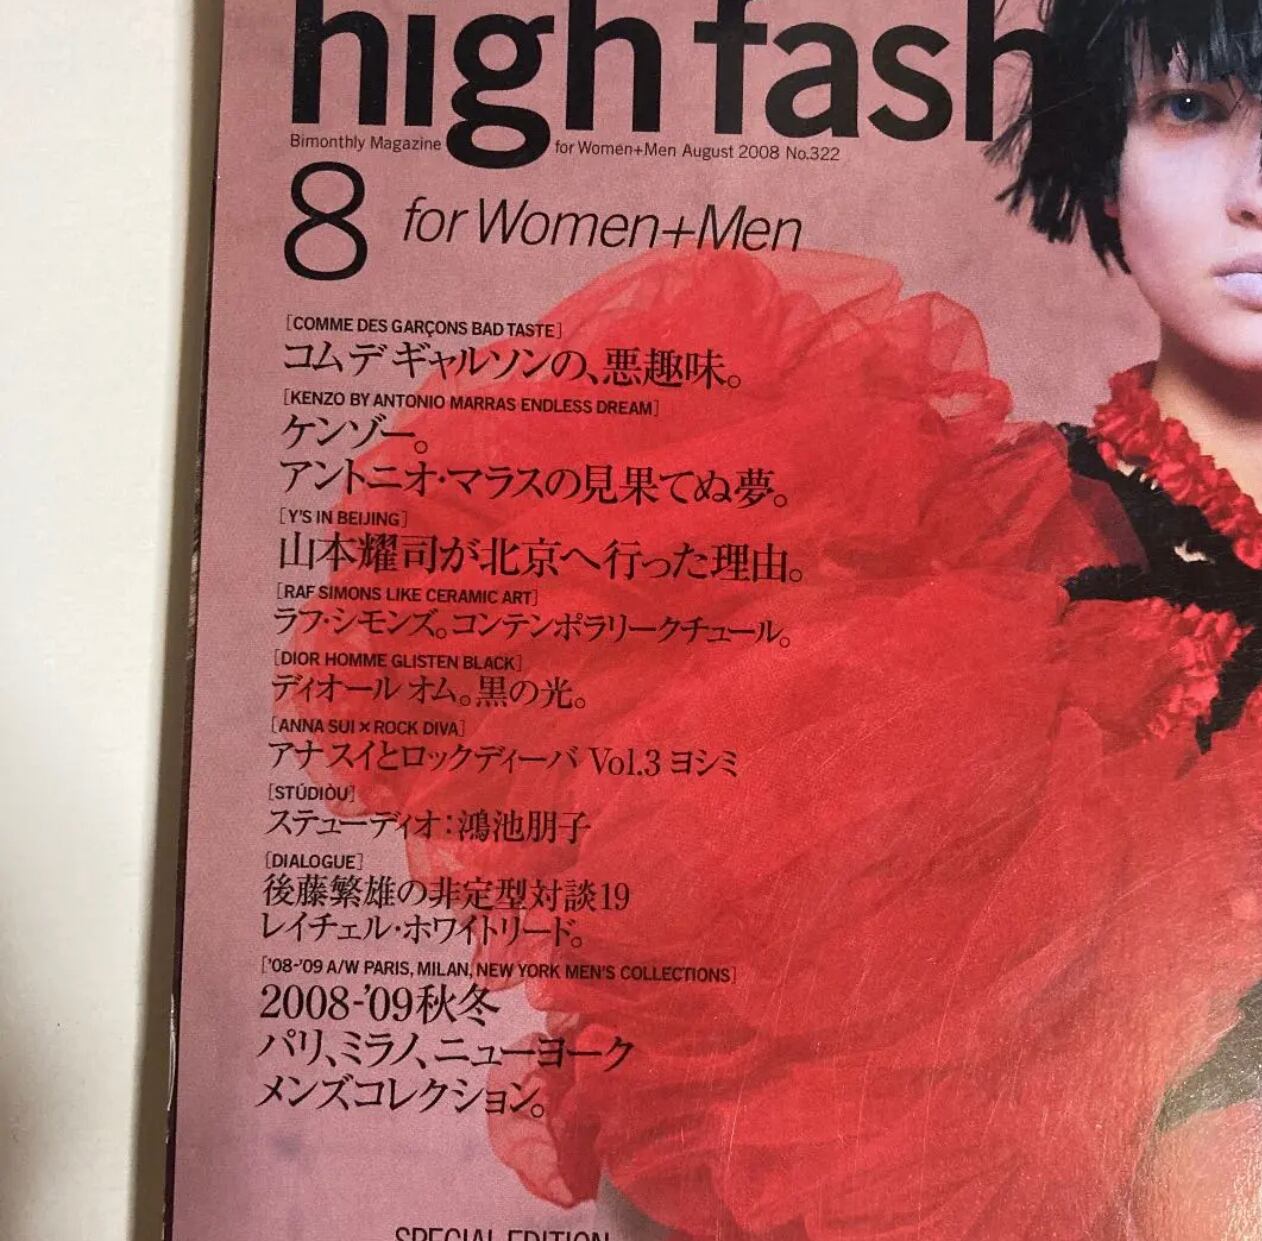 high fash
Bimonthly Magazine for Women+Men August 2008 No.322
8 for Women+Men
[COMME DES GARÇONS BAD TASTE]
コム デ ギャルソンの、悪趣味。
[KENZO BY ANTONIO MARRAS ENDLESS DREAM]
ケンゾー。
アントニオ・マラスの見果てぬ夢。
[Y'S IN BEIJING]
山本耀司が北京へ行った理由。
[RAF SIMONS LIKE CERAMIC ART]
ラフ・シモンズ。コンテンポラリークチュール。
[DIOR HOMME GLISTEN BLACK]
ディオール オム。黒の光。
[ANNA SUI × ROCK DIVA]
アナ スイとロックディーバ Vol.3 ヨシミ
[STÚDIÒU]
ステューディオ：鴻池朋子
[DIALOGUE]
後藤繁雄の非定型対談19
レイチェル・ホワイトリード。
['08-'09 A/W PARIS, MILAN, NEW YORK MEN'S COLLECTIONS]
2008-'09秋冬
パリ、ミラノ、ニューヨーク
メンズコレクション。
SPECIAL EDITION